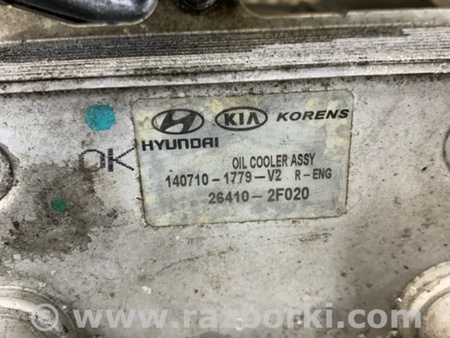 KIA KORENS
HYUNDAI
OIL COOLER ASSY
140710-1779-V2 R-ENG
26410-2F020
OK
www.razborki.com